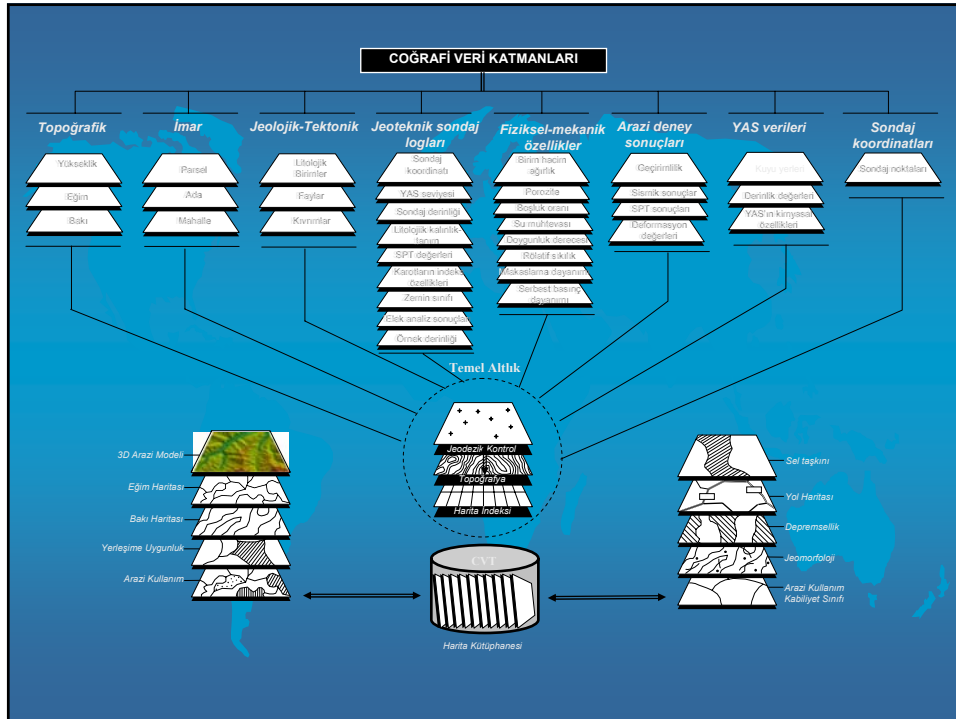 COĞRAFİ VERİ KATMANLARI
Topoğrafik
Yükseklik
Eğim
Bakı
İmar
Parsel
Ada
Mahalle
Jeolojik-Tektonik
Litolojik
Birimler
Faylar
Kıvrımlar
Jeoteknik sondaj
logları
Sondaj
koordinatı
YAS seviyesi
Sondaj derinliği
Litolojik kalınlık-
tanım
SPT değerleri
Karotların indeks
özellikleri
Zemin sınıfı
Elek analiz sonuçlar
Örnek derinliği
Fiziksel-mekanik
özellikler
Birim hacim
ağırlık
Porozite
Boşluk oranı
Su muhtevası
Doygunluk derecesi
Rölatif sıkılık
Makaslama dayanım
Serbest basınç
dayanımı
Arazi deney
sonuçları
Geçirimlilik
Sismik sonuçlar
SPT sonuçları
Deformasyon
değerleri
YAS verileri
Kuyu yerleri
Derinlik değerleri
YAS'ın kimyasal
özellikleri
Sondaj
koordinatları
Sondaj noktaları
Temel Altlık
Jeodezik Kontrol
Topoğrafya
Harita İndeksi
3D Arazi Modeli
Eğim Haritası
Bakı Haritası
Yerleşime Uygunluk
Arazi Kullanım
CVT
Harita Kütüphanesi
Sel taşkını
Yol Haritası
Depremsellik
Jeomorfoloji
Arazi Kullanım
Kabiliyet Sınıfı